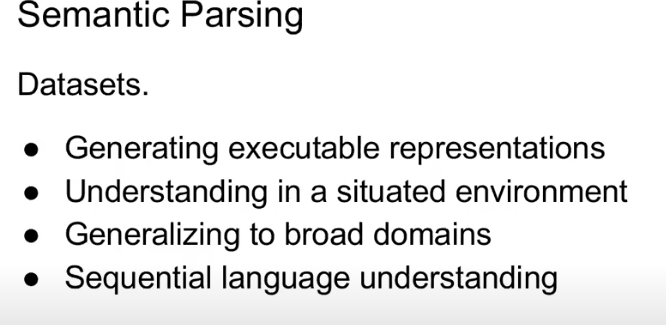 Semantic Parsing
Datasets.
● Generating executable representations
● Understanding in a situated environment
● Generalizing to broad domains
● Sequential language understanding